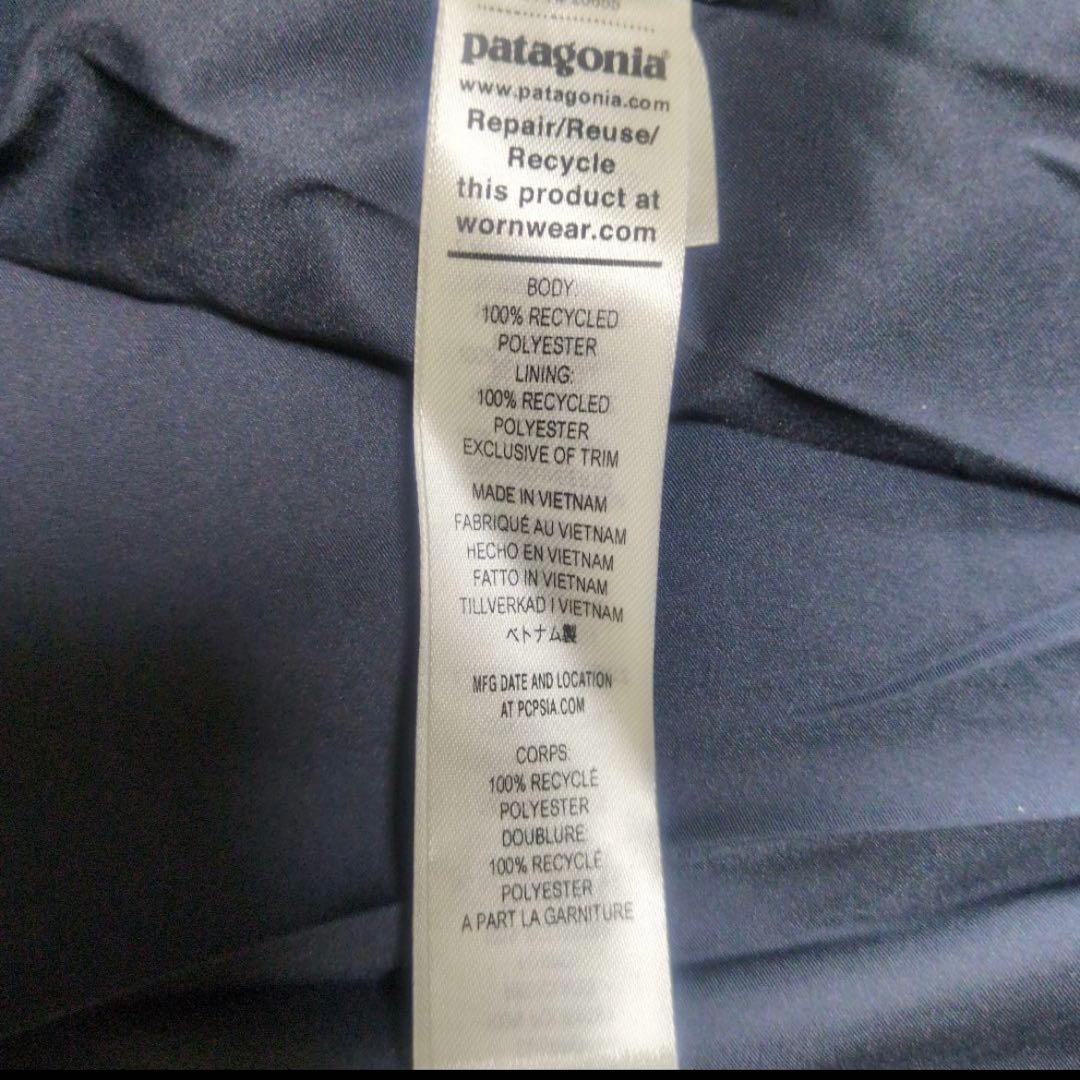 patagonia®
www.patagonia.com
Repair/Reuse/
Recycle
this product at
wornwear.com
BODY:
100% RECYCLED
POLYESTER
LINING:
100% RECYCLED
POLYESTER
EXCLUSIVE OF TRIM
MADE IN VIETNAM
FABRIQUÉ AU VIETNAM
HECHO EN VIETNAM
FATTO IN VIETNAM
TILLVERKAD I VIETNAM
ベトナム製
MFG DATE AND LOCATION
AT PCPSIA.COM
CORPS:
100% RECYCLÉ
POLYESTER
DOUBLURE:
100% RECYCLÉ
POLYESTER
A PART LA GARNITURE